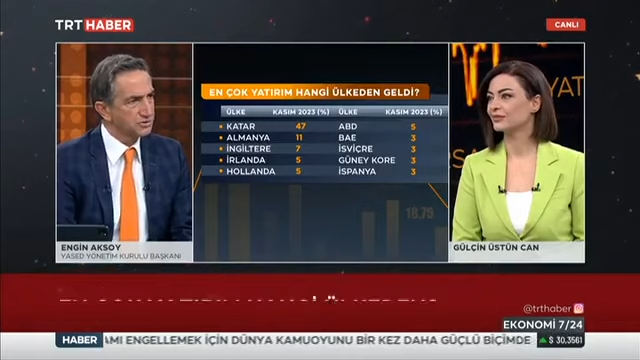 TRT HABER
CANLI
EN ÇOK YATIRIM HANGİ ÜLKEDEN GELDİ?
ÜLKE KASIM 2023 (%) ÜLKE KASIM 2023 (%)
KATAR 47 ABD 5
ALMANYA 11 BAE 3
İNGİLTERE 7 İSVİÇRE 3
İRLANDA 5 GÜNEY KORE 3
HOLLANDA 5 İSPANYA 3
18,75
YAT
ENGİN AKSOY
YASED YÖNETİM KURULU BAŞKANI
GÜLÇİN ÜSTÜN CAN
@trthaber
EKONOMİ 7/24
HABER
AMI ENGELLEMEK İÇİN DÜNYA KAMUOYUNU BİR KEZ DAHA GÜÇLÜ BİÇİMDE
$ 30,3561